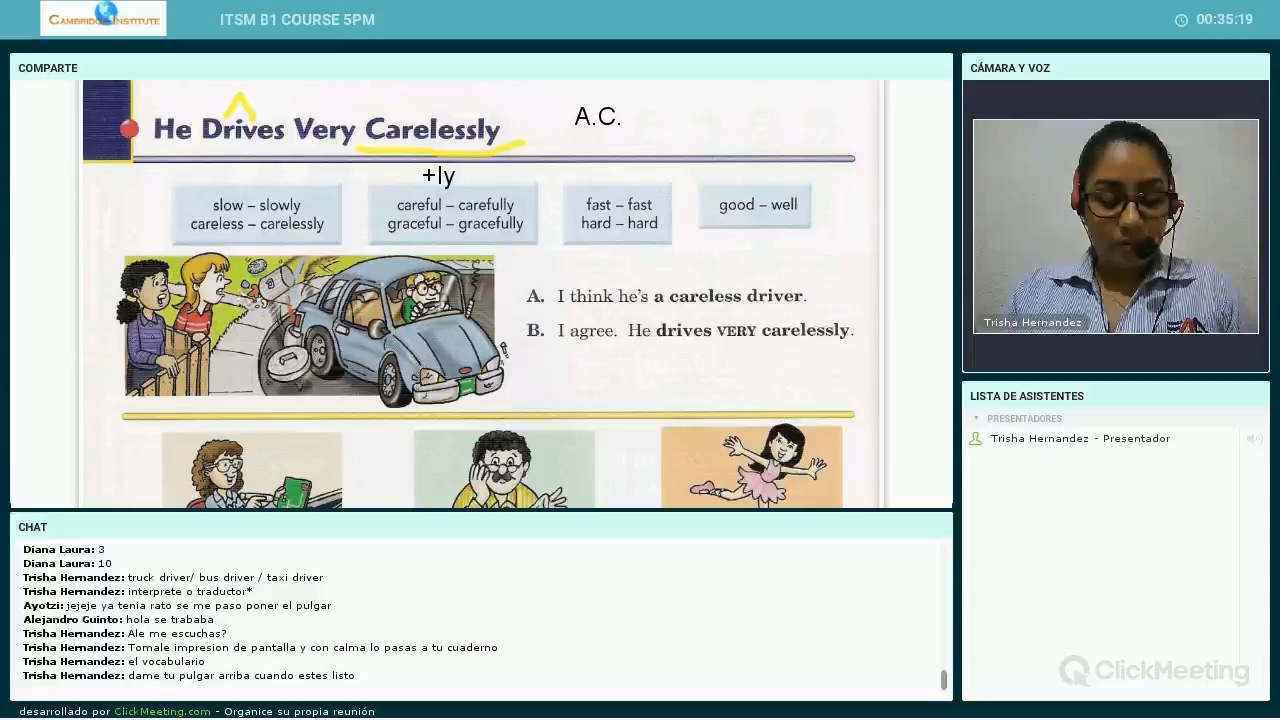 CAMBRIDGE INSTITUTE
ITSM B1 COURSE 5PM
00:35:19
COMPARTE
He Drives Very Carelessly
A.C.
+ly
slow – slowly
careless – carelessly
careful – carefully
graceful – gracefully
fast – fast
hard – hard
good – well
A. I think he's a careless driver.
B. I agree. He drives VERY carelessly.
CÁMARA Y VOZ
Trisha Hernandez
LISTA DE ASISTENTES
PRESENTADORES
Trisha Hernandez - Presentador
CHAT
Diana Laura: 3
Diana Laura: 10
Trisha Hernandez: truck driver/ bus driver / taxi driver
Trisha Hernandez: interprete o traductor*
Ayotzi: jejeje ya tenia rato se me paso poner el pulgar
Alejandro Guinto: hola se trababa
Trisha Hernandez: Ale me escuchas?
Trisha Hernandez: Tomale impresion de pantalla y con calma lo pasas a tu cuaderno
Trisha Hernandez: el vocabulario
Trisha Hernandez: dame tu pulgar arriba cuando estes listo
ClickMeeting
desarrollado por ClickMeeting.com - Organice su propia reunión